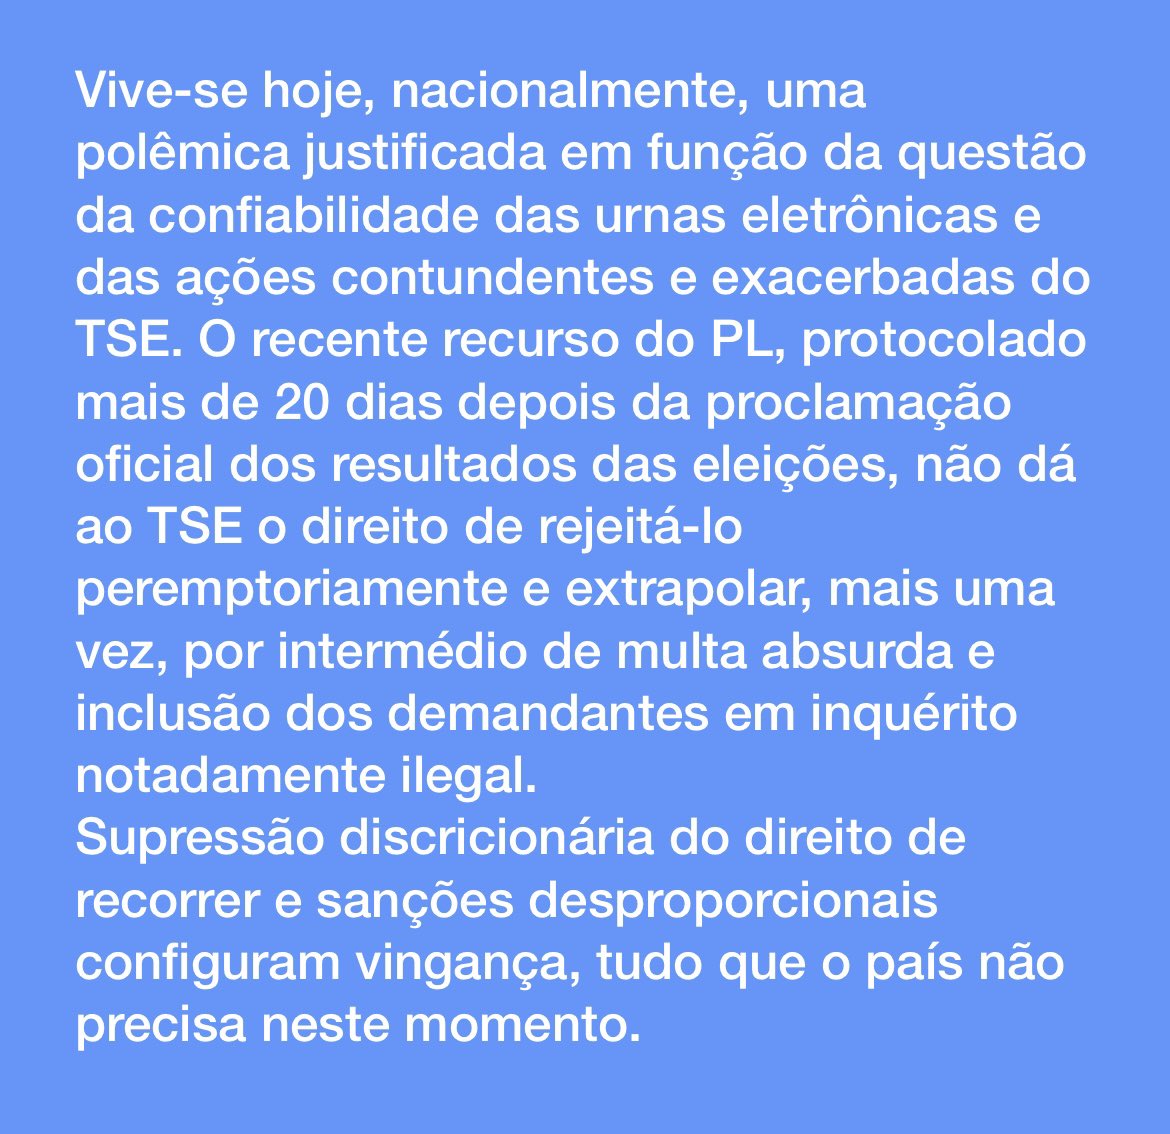 Vive-se hoje, nacionalmente, uma
polêmica justificada em função da questão
da confiabilidade das urnas eletrônicas e
das ações contundentes e exacerbadas do
TSE. O recente recurso do PL, protocolado
mais de 20 dias depois da proclamação
oficial dos resultados das eleições, não dá
ao TSE o direito de rejeitá-lo
peremptoriamente e extrapolar, mais uma
vez, por intermédio de multa absurda e
inclusão dos demandantes em inquérito
notadamente ilegal.
Supressão discricionária do direito de
recorrer e sanções desproporcionais
configuram vingança, tudo que o país não
precisa neste momento.